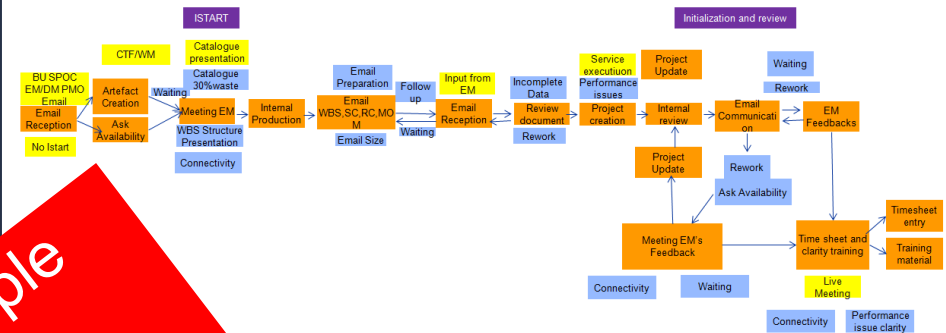 ISTART
Initialization and review
CTF/WM
Catalogue
presentation
Catalogue
30%waste
BU SPOC
EM/DM PMO
Email
Email
Reception
No Istart
Artefact
Creation
Ask
Availability
Waiting
Meeting EM
WBS Structure
Presentation
Connectivity
Internal
Production
Email
Preparation
Email
WBS,SC,RC,MO
M
Email Size
Follow
up
Waiting
Input from
EM
Email
Reception
Incomplete
Data
Review
document
Rework
Service
executiuon
Performance
issues
Project
creation
Project
Update
Internal
review
Project
Update
Email
Communicati
on
Waiting
Rework
EM
Feedbacks
Rework
Ask Availability
Meeting EM's
Feedback
Connectivity
Waiting
Time sheet and
clarity training
Live
Meeting
Connectivity
Performance
issue clarity
Timesheet
entry
Training
material
ple